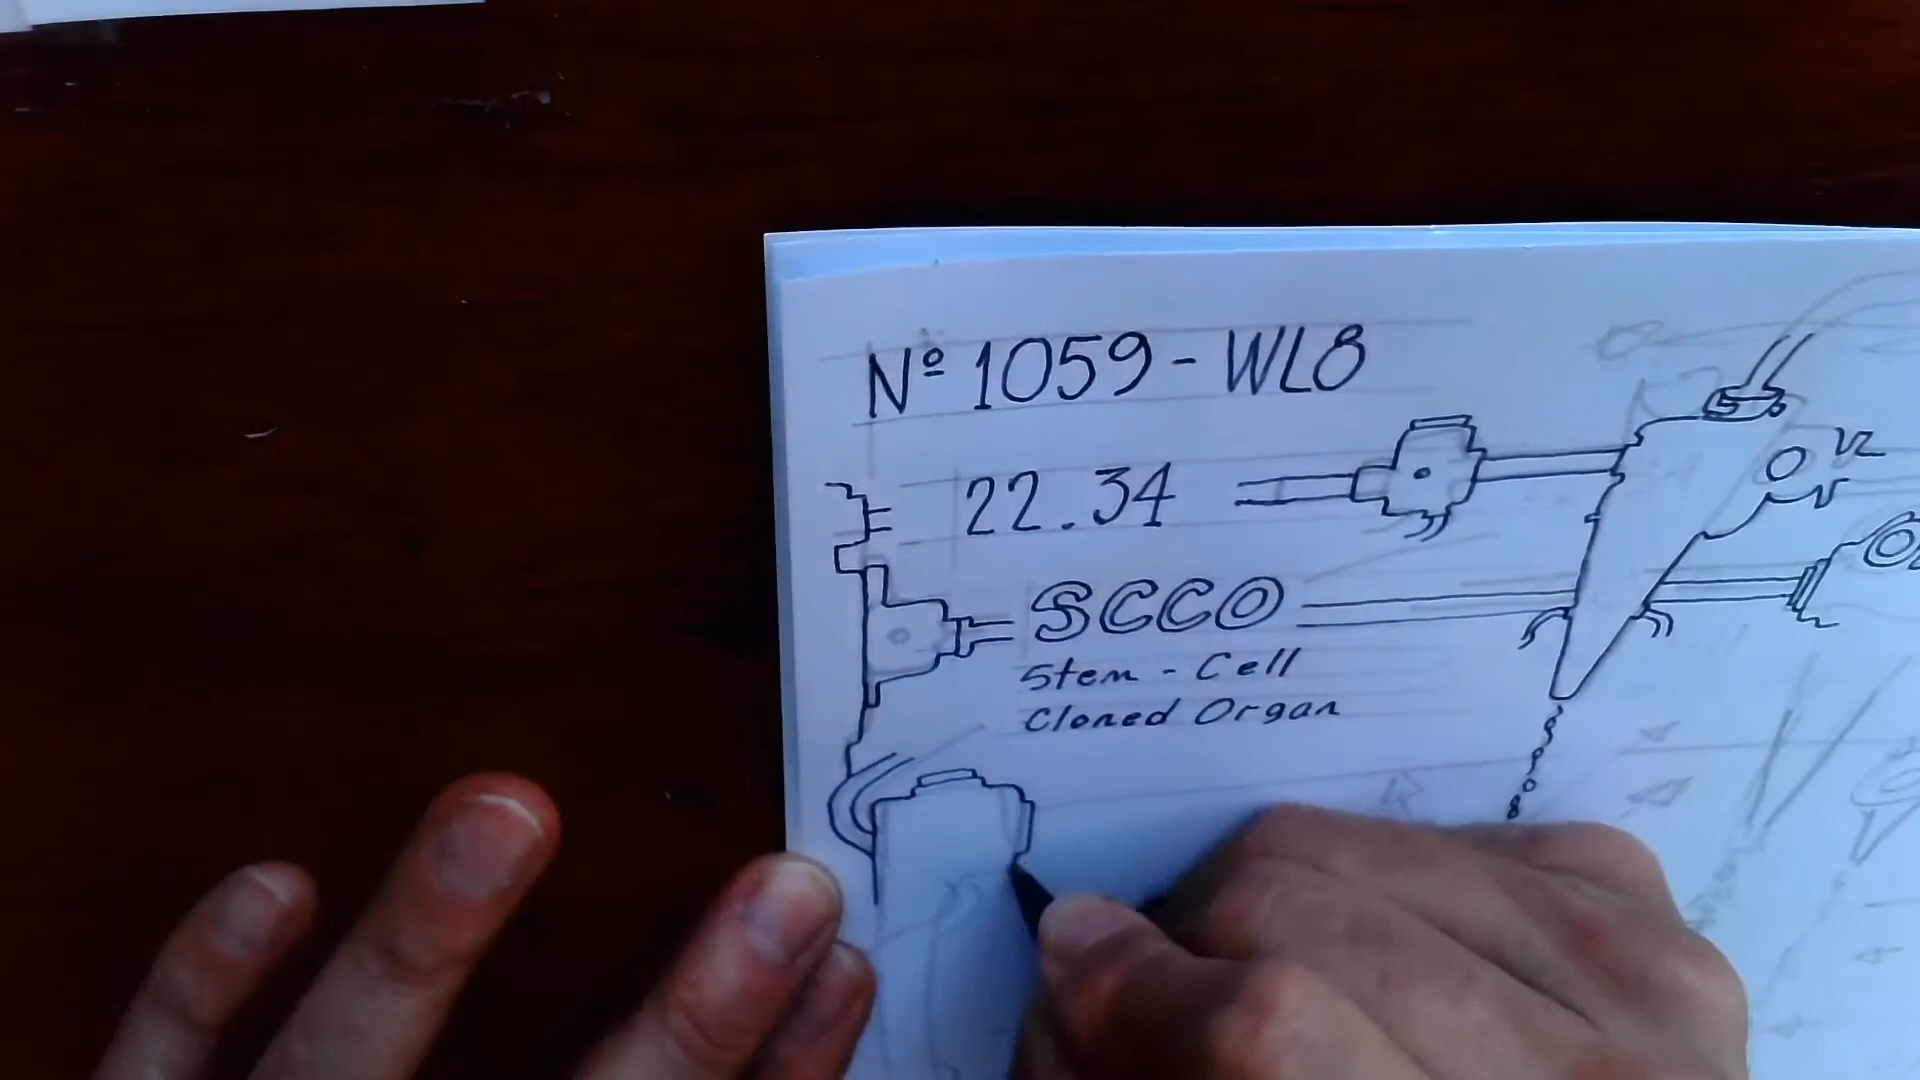 Nº 1059 - WL8
22.34
SCCO
Stem - Cell
Cloned Organ